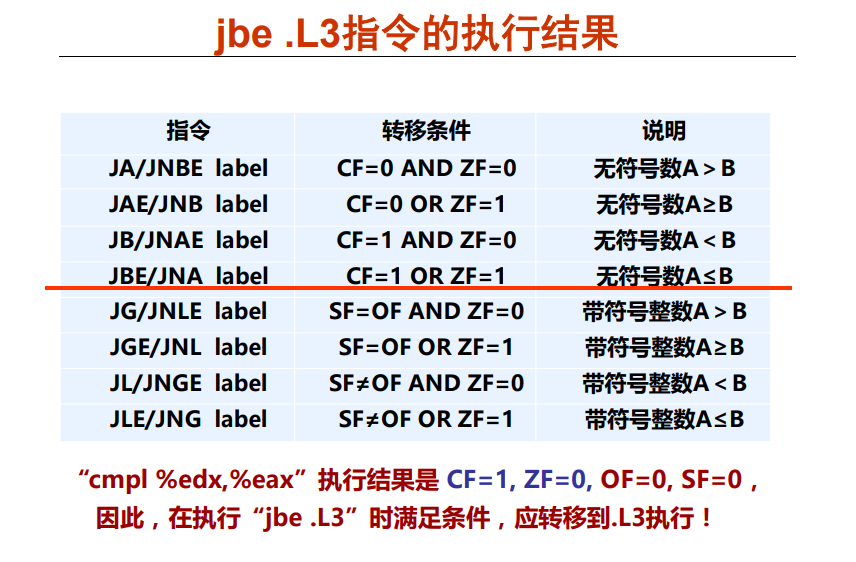 jbe .L3指令的执行结果
指令 转移条件 说明
JA/JNBE label CF=0 AND ZF=0 无符号数A＞B
JAE/JNB label CF=0 OR ZF=1 无符号数A≥B
JB/JNAE label CF=1 AND ZF=0 无符号数A＜B
JBE/JNA label CF=1 OR ZF=1 无符号数A≤B
JG/JNLE label SF=OF AND ZF=0 带符号整数A＞B
JGE/JNL label SF=OF OR ZF=1 带符号整数A≥B
JL/JNGE label SF≠OF AND ZF=0 带符号整数A＜B
JLE/JNG label SF≠OF OR ZF=1 带符号整数A≤B
“cmpl %edx,%eax”执行结果是 CF=1, ZF=0, OF=0, SF=0，
因此，在执行“jbe .L3”时满足条件，应转移到.L3执行！